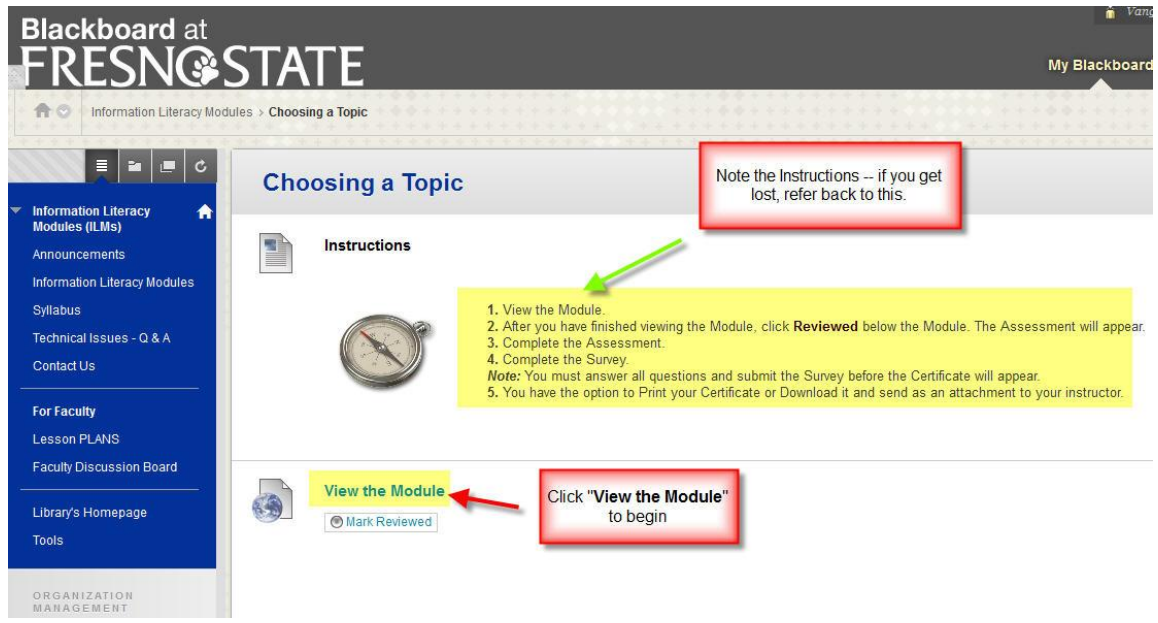 Blackboard at
FRESNO STATE
Vang
My Blackboard
Information Literacy Modules > Choosing a Topic
Information Literacy
Modules (ILMs)
Announcements
Information Literacy Modules
Syllabus
Technical Issues - Q & A
Contact Us
For Faculty
Lesson PLANS
Faculty Discussion Board
Library's Homepage
Tools
ORGANIZATION
MANAGEMENT
Choosing a Topic
Note the Instructions -- if you get
lost, refer back to this.
Instructions
1. View the Module.
2. After you have finished viewing the Module, click Reviewed below the Module. The Assessment will appear.
3. Complete the Assessment.
4. Complete the Survey.
Note: You must answer all questions and submit the Survey before the Certificate will appear.
5. You have the option to Print your Certificate or Download it and send as an attachment to your instructor.
View the Module
Mark Reviewed
Click "View the Module"
to begin